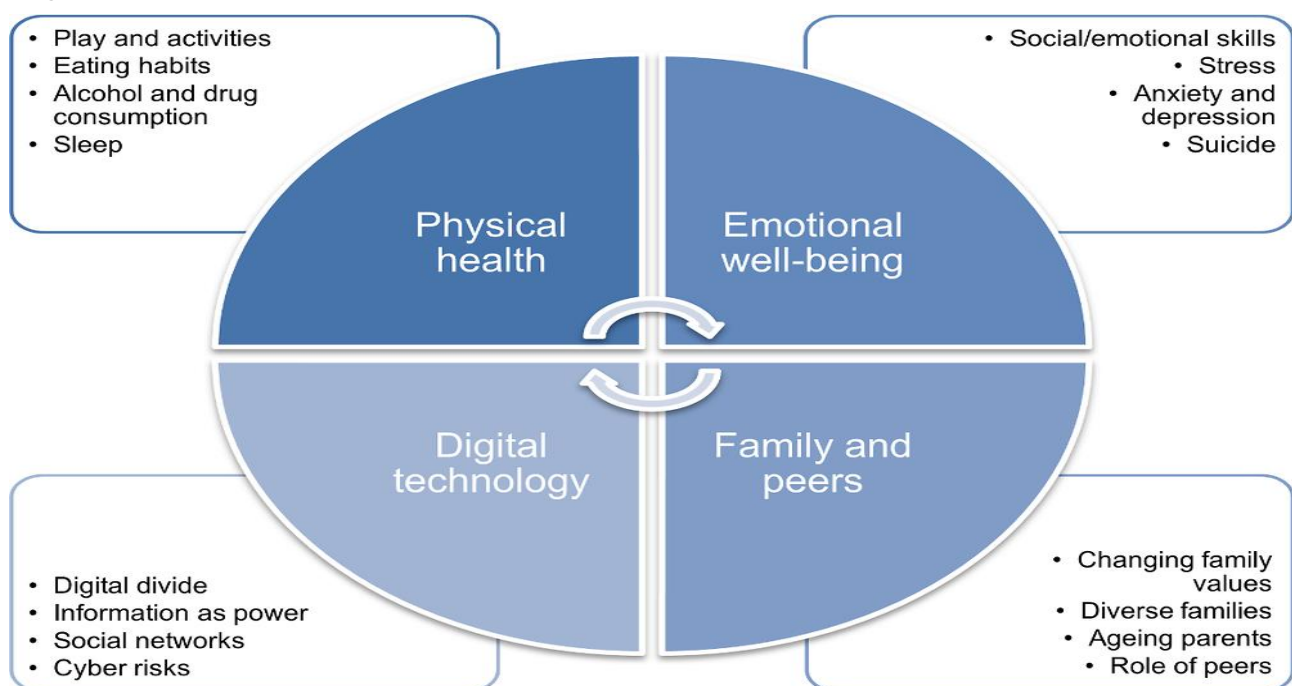 • Play and activities
• Eating habits
• Alcohol and drug
consumption
• Sleep
• Social/emotional skills
• Stress
• Anxiety and
depression
• Suicide
Physical
health
Emotional
well-being
Digital
technology
Family and
peers
• Digital divide
• Information as power
• Social networks
• Cyber risks
• Changing family
values
• Diverse families
• Ageing parents
• Role of peers